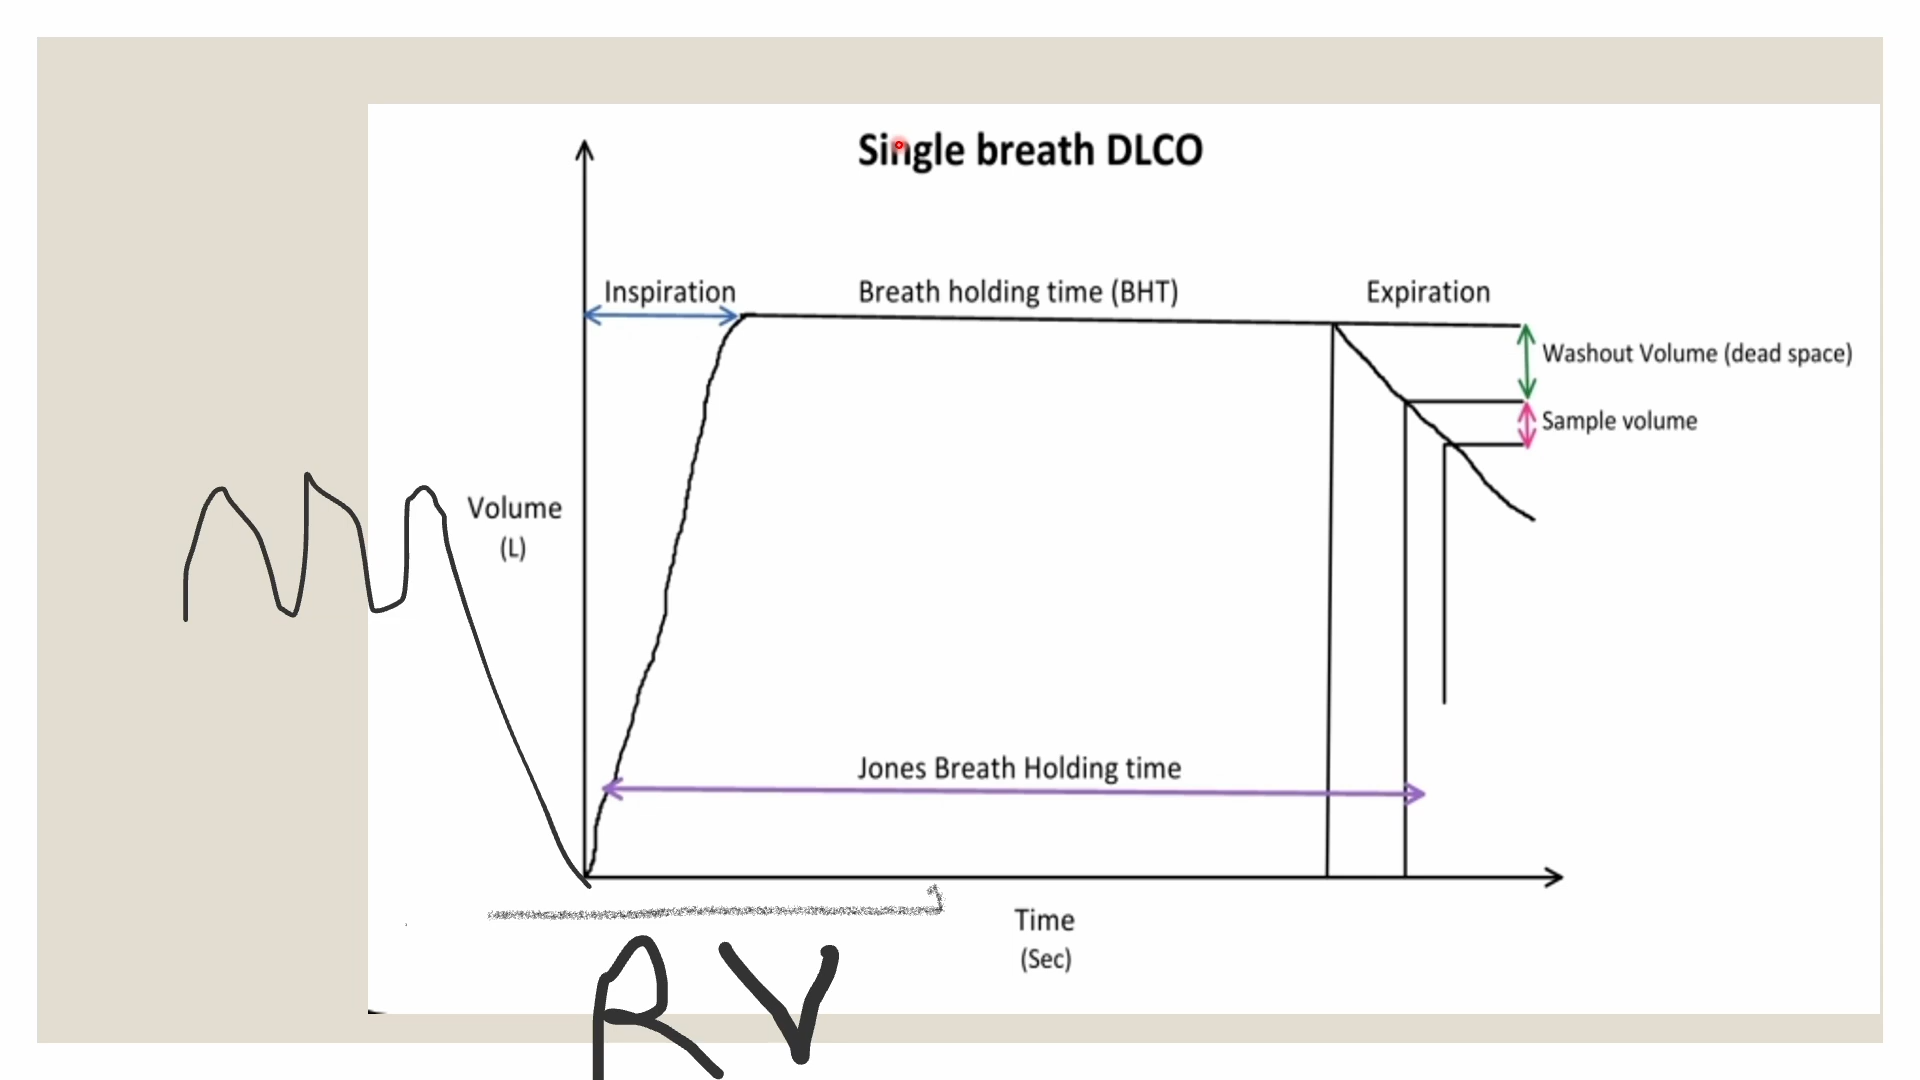 Single breath DLCO
Inspiration
Breath holding time (BHT)
Expiration
Washout Volume (dead space)
Sample volume
Volume
(L)
Jones Breath Holding time
Time
(Sec)
RV